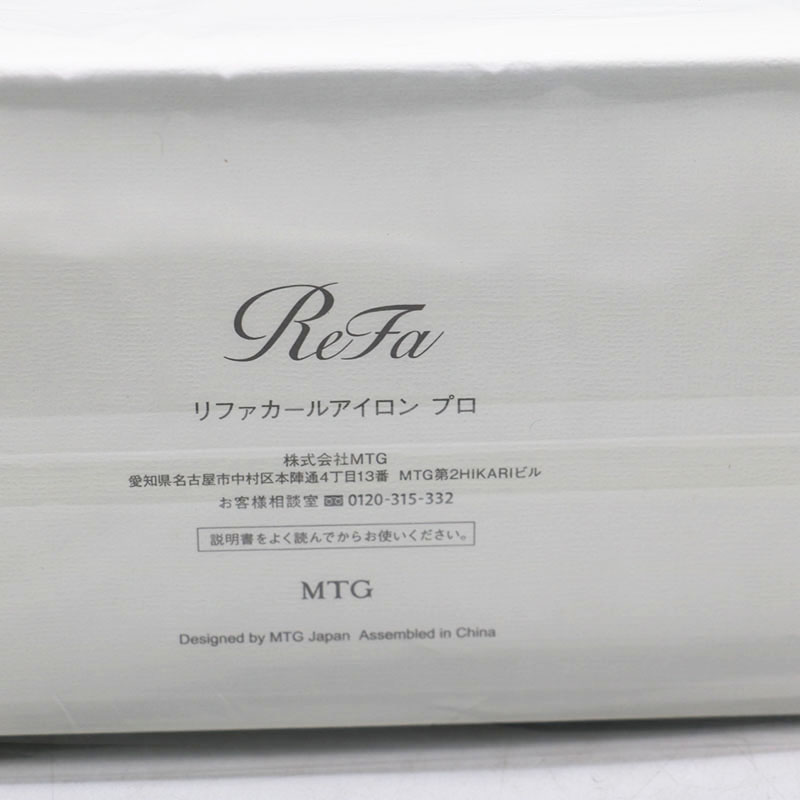 ReFa
リファカールアイロン プロ
株式会社MTG
愛知県名古屋市中村区本陣通4丁目13番 MTG第2HIKARIビル
お客様相談室 0120-315-332
説明書をよく読んでからお使いください。
MTG
Designed by MTG Japan Assembled in China